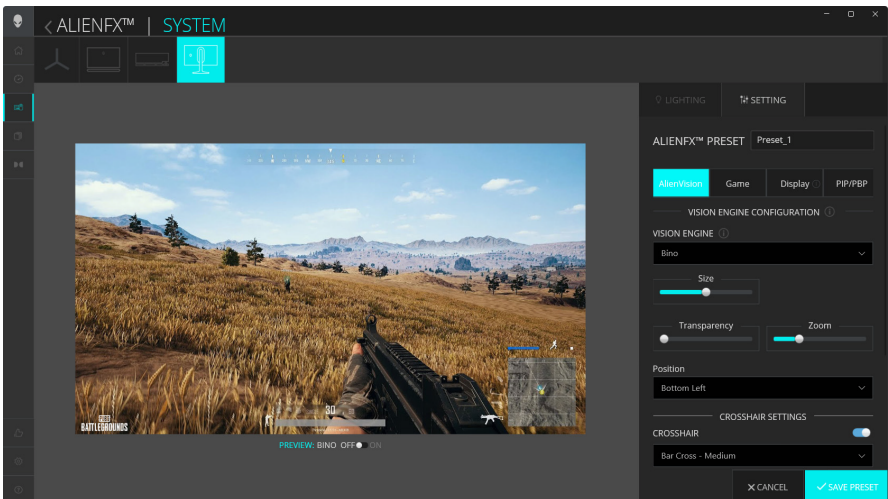 ALIENFX™ | SYSTEM
LIGHTING
SETTING
ALIENFX™ PRESET Preset_1
AlienVision Game Display PIP/PBP
VISION ENGINE CONFIGURATION
VISION ENGINE
Bino
Size
Transparency Zoom
Position
Bottom Left
CROSSHAIR SETTINGS
CROSSHAIR
Bar Cross - Medium
CANCEL SAVE PRESET
30
PUBG
BATTLEGROUNDS
PREVIEW: BINO OFF ON